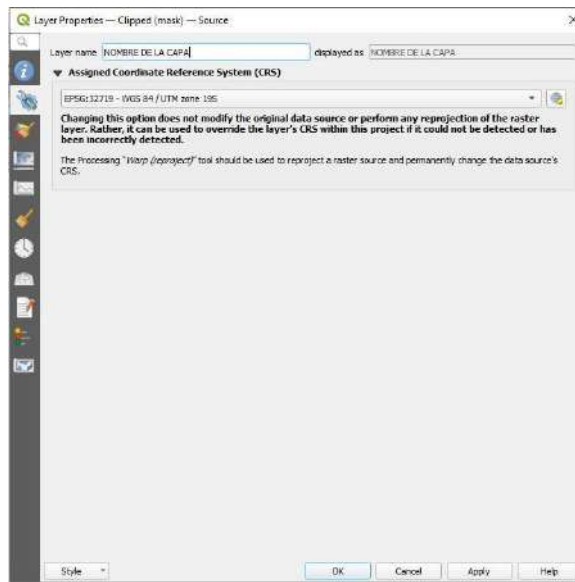 Layer Properties — Clipped (mask) — Source
Layer name NOMBRE DE LA CAPA displayed as NOMBRE DE LA CAPA
Assigned Coordinate Reference System (CRS)
EPSG:32719 - WGS 84 / UTM zone 19S
Changing this option does not modify the original data source or perform any reprojection of the raster
layer. Rather, it can be used to override the layer's CRS within this project if it could not be detected or has
been incorrectly detected.
The Processing "Warp (reproject)" tool should be used to reproject a raster source and permanently change the data source's
CRS.
Style OK Cancel Apply Help